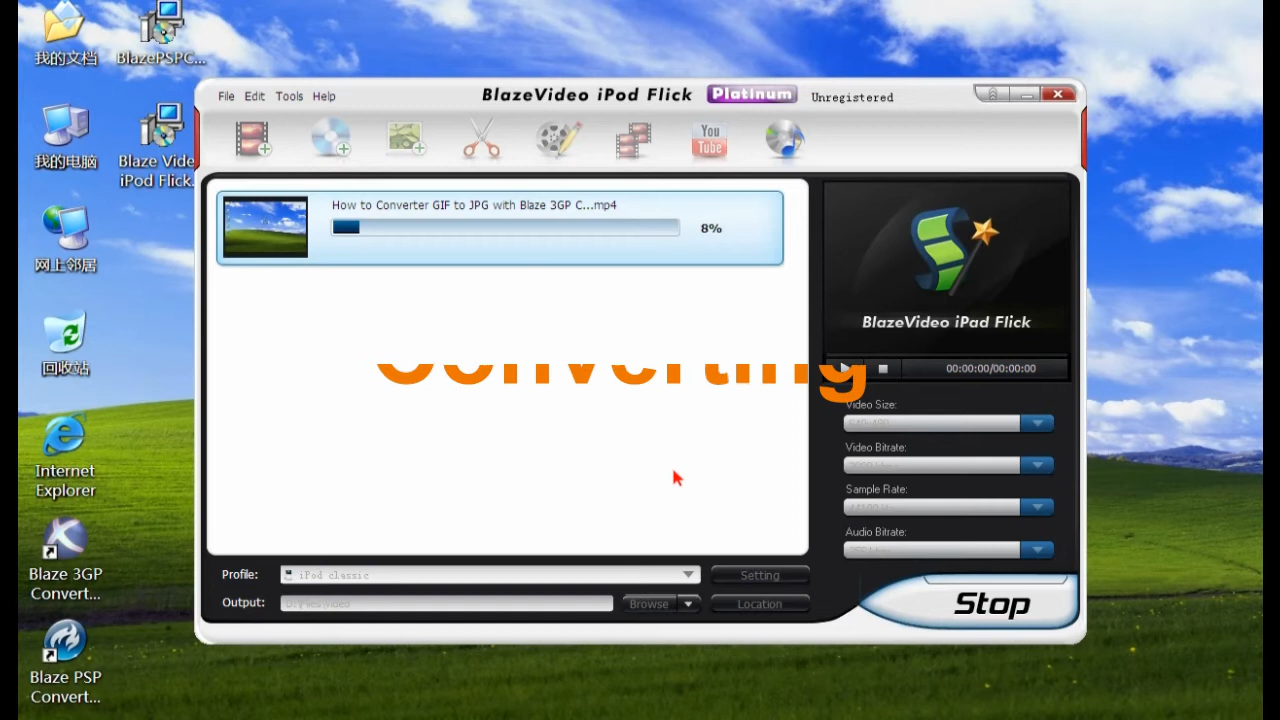 我的文档
BlazePSPC...
我的电脑
Blaze Vide
iPod Flick.
网上邻居
回收站
Internet
Explorer
Blaze 3GP
Convert...
Blaze PSP
Convert...
File Edit Tools Help
BlazeVideo iPod Flick Platinum Unregistered
You
Tube
How to Converter GIF to JPG with Blaze 3GP C...mp4
8%
Converting
BlazeVideo iPad Flick
00:00:00/00:00:00
Video Size:
Video Bitrate:
Sample Rate:
Audio Bitrate:
Profile: iPod classic Setting
Output: Browse Location
Stop